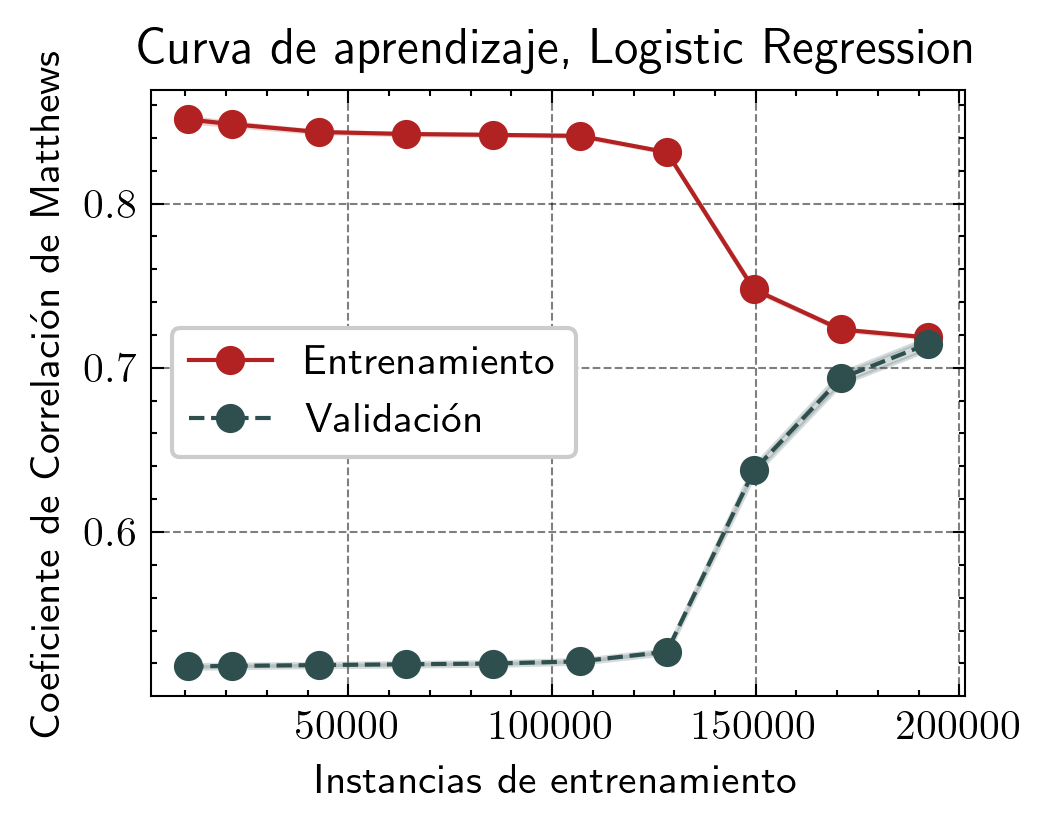 Curva de aprendizaje, Logistic Regression
Coeficiente de Correlación de Matthews
0.8
0.7
0.6
Entrenamiento
Validación
50000
100000
150000
200000
Instancias de entrenamiento